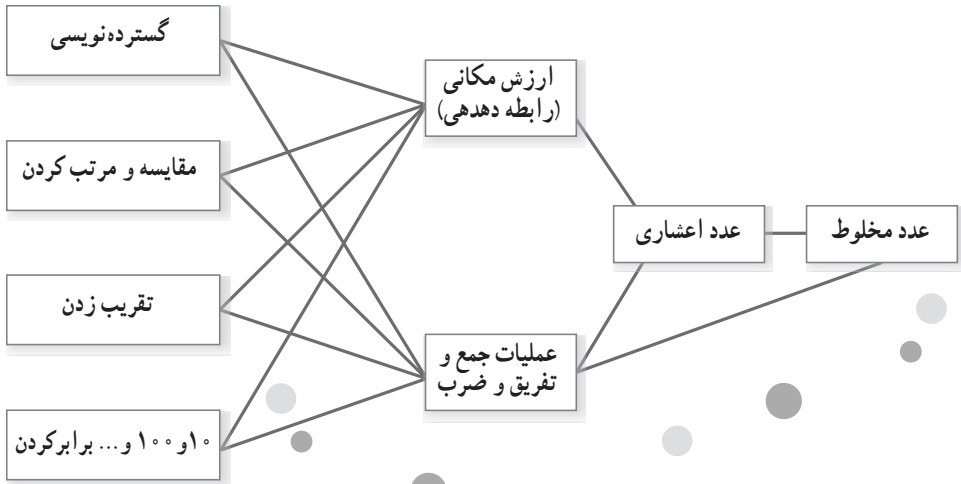 گسترده‌نویسی
ارزش مکانی
(رابطه دهدهی)
مقایسه و مرتب کردن
عدد مخلوط
عدد اعشاری
تقریب زدن
عملیات جمع و
تفریق و ضرب
۱۰و ۱۰۰ و... برابرکردن